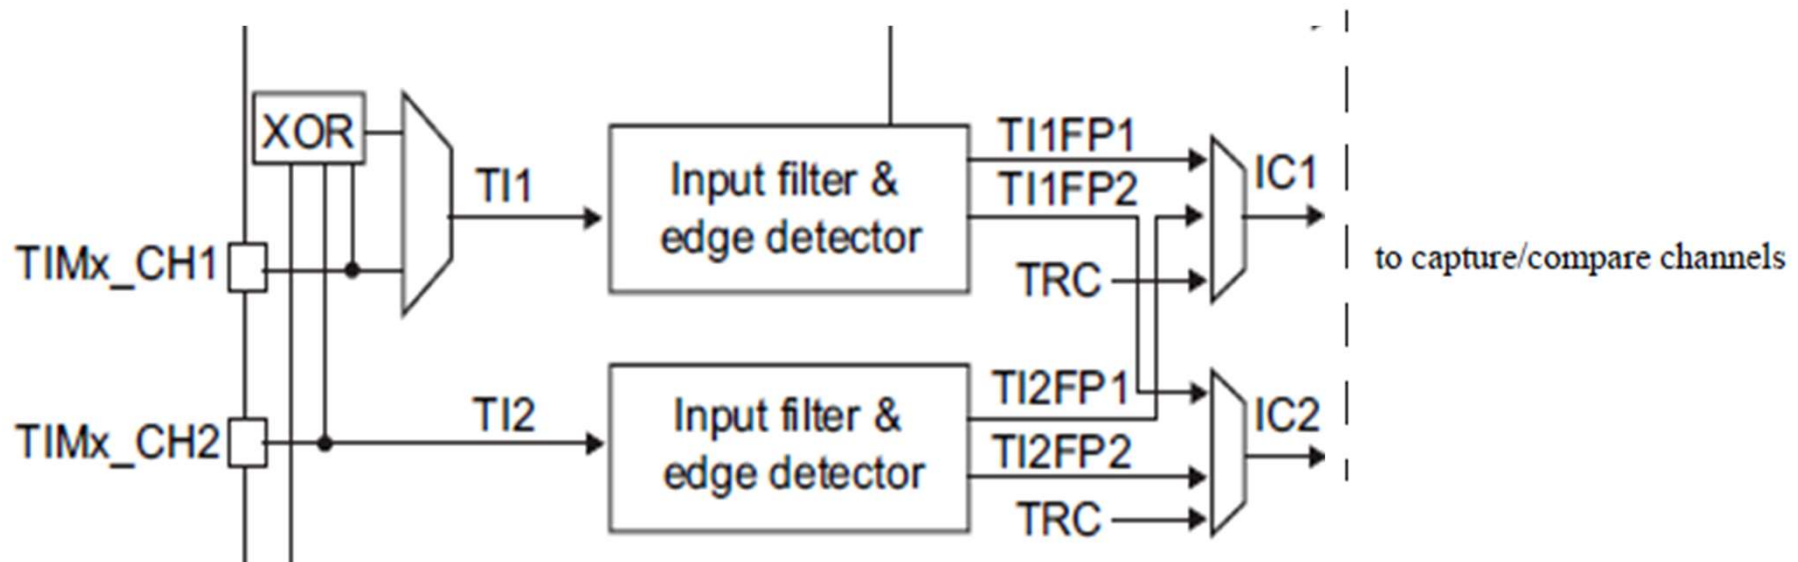 XOR
TI1
Input filter &
edge detector
TI1FP1
TI1FP2
TRC
IC1
TIMx_CH1
to capture/compare channels
TIMx_CH2
TI2
Input filter &
edge detector
TI2FP1
TI2FP2
TRC
IC2